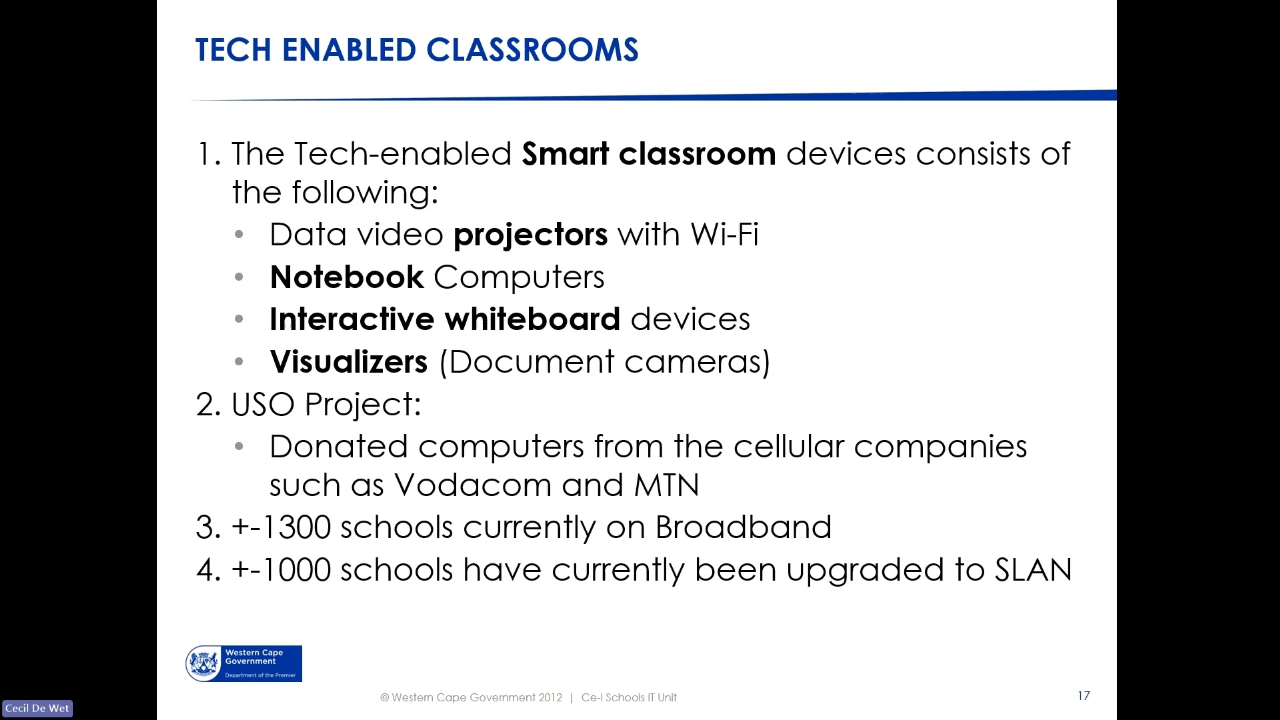 TECH ENABLED CLASSROOMS
1. The Tech-enabled Smart classroom devices consists of
the following:
• Data video projectors with Wi-Fi
• Notebook Computers
• Interactive whiteboard devices
• Visualizers (Document cameras)
2. USO Project:
• Donated computers from the cellular companies
such as Vodacom and MTN
3. +-1300 schools currently on Broadband
4. +-1000 schools have currently been upgraded to SLAN
Western Cape
Government
Department of the Premier
© Western Cape Government 2012 | Ce-I Schools IT Unit
17
Cecil De Wet